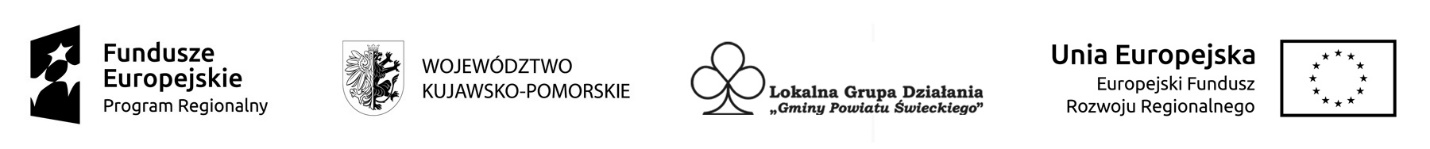 Fundusze
Europejskie
Program Regionalny
WOJEWÓDZTWO
KUJAWSKO-POMORSKIE
Lokalna Grupa Działania
„Gminy Powiatu Świeckiego”
Unia Europejska
Europejski Fundusz
Rozwoju Regionalnego